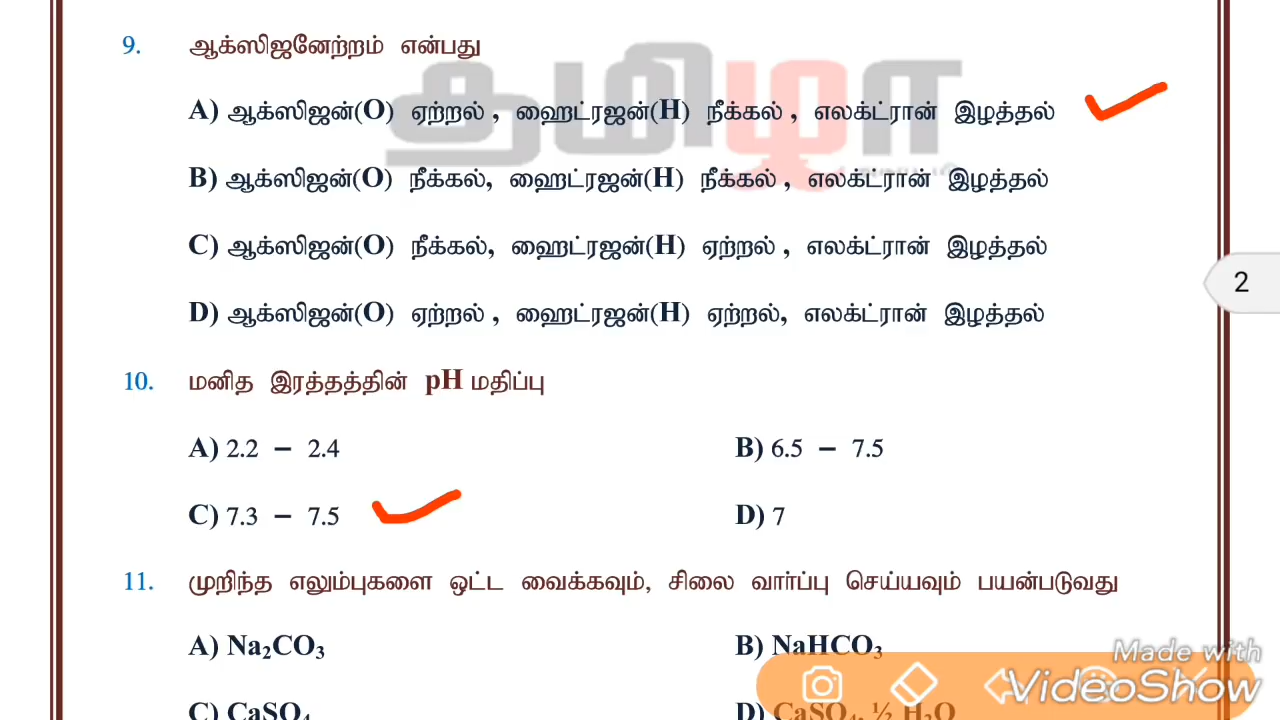 9. ஆக்ஸிஜனேற்றம் என்பது
தமிழா
A) ஆக்ஸிஜன்(O) ஏற்றல் , ஹைட்ரஜன்(H) நீக்கல் , எலக்ட்ரான் இழத்தல்
B) ஆக்ஸிஜன்(O) நீக்கல், ஹைட்ரஜன்(H) நீக்கல் , எலக்ட்ரான் இழத்தல்
C) ஆக்ஸிஜன்(O) நீக்கல், ஹைட்ரஜன்(H) ஏற்றல் , எலக்ட்ரான் இழத்தல்
2
D) ஆக்ஸிஜன்(O) ஏற்றல் , ஹைட்ரஜன்(H) ஏற்றல், எலக்ட்ரான் இழத்தல்
10. மனித இரத்தத்தின் pH மதிப்பு
A) 2.2 – 2.4 B) 6.5 – 7.5
C) 7.3 – 7.5 D) 7
11. முறிந்த எலும்புகளை ஒட்ட வைக்கவும், சிலை வார்ப்பு செய்யவும் பயன்படுவது
A) Na₂CO₃ B) NaHCO₃
Made with
VideoShow
C) CaSO₄ D) CaSO₄. ½ H₂O